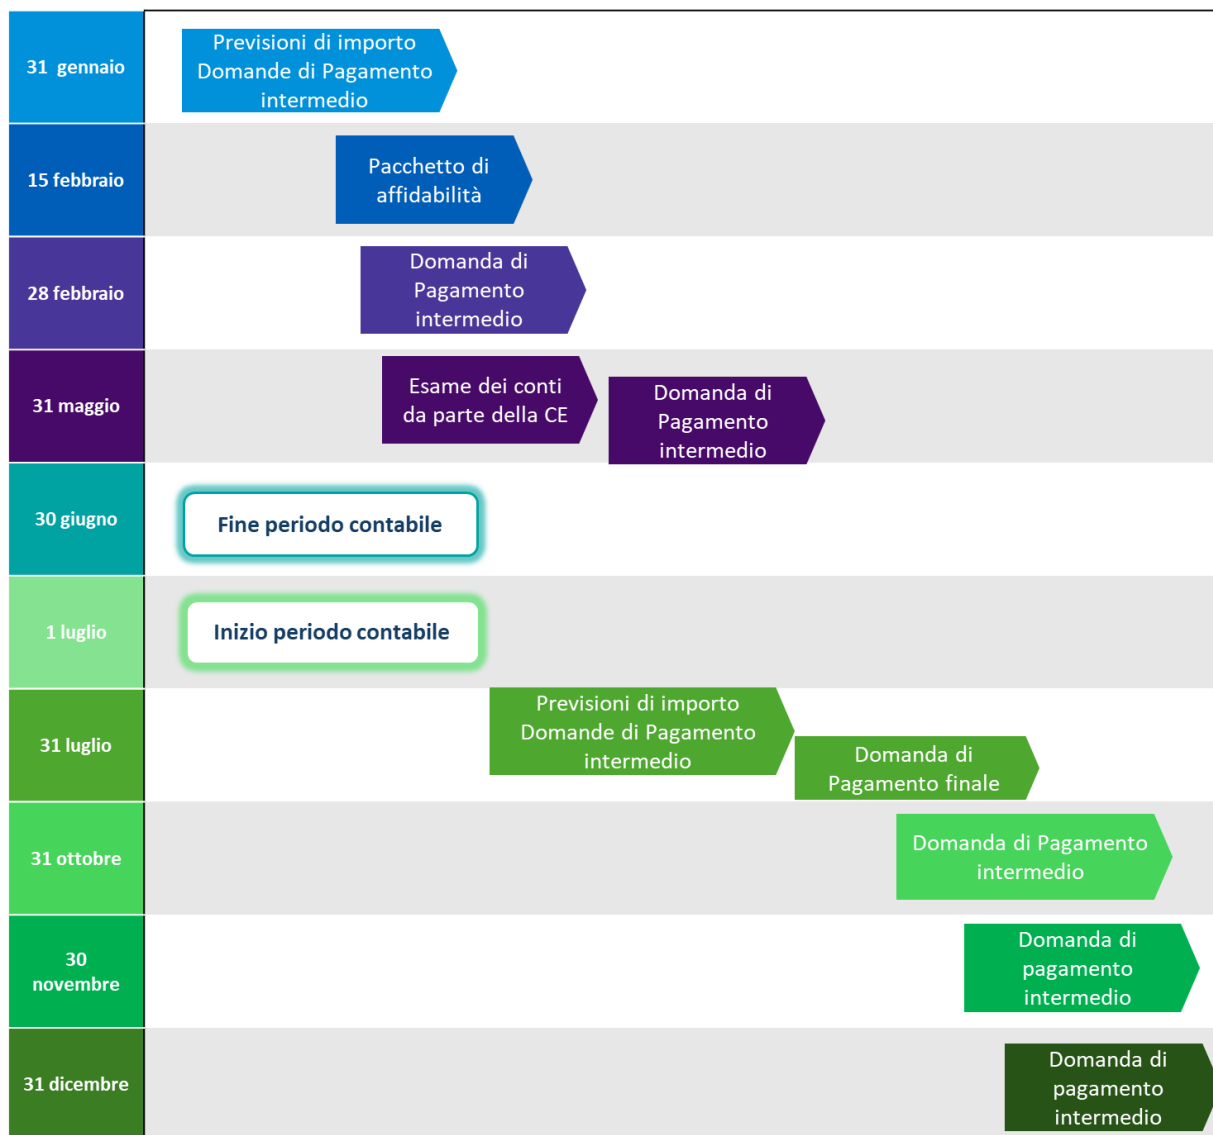 31 gennaio
Previsioni di importo
Domande di Pagamento
intermedio
15 febbraio
Pacchetto di
affidabilità
28 febbraio
Domanda di
Pagamento
intermedio
31 maggio
Esame dei conti
da parte della CE
Domanda di
Pagamento
intermedio
30 giugno
Fine periodo contabile
1 luglio
Inizio periodo contabile
31 luglio
Previsioni di importo
Domande di Pagamento
intermedio
Domanda di
Pagamento finale
31 ottobre
Domanda di Pagamento
intermedio
30
novembre
Domanda di
pagamento
intermedio
31 dicembre
Domanda di
pagamento
intermedio